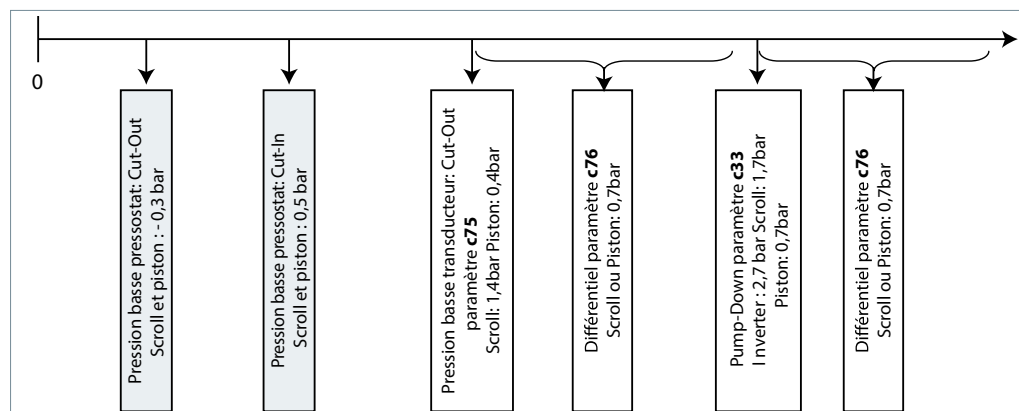 0
Pression basse pressostat: Cut-Out
Scroll et piston : - 0,3 bar
Pression basse pressostat: Cut-In
Scroll et piston : 0,5 bar
Pression basse transducteur: Cut-Out
paramètre c75
Scroll: 1,4bar Piston: 0,4bar
Différentiel paramètre c76
Scroll ou Piston: 0,7bar
Pump-Down paramètre c33
Inverter : 2,7 bar Scroll: 1,7bar
Piston: 0,7bar
Différentiel paramètre c76
Scroll ou Piston: 0,7bar